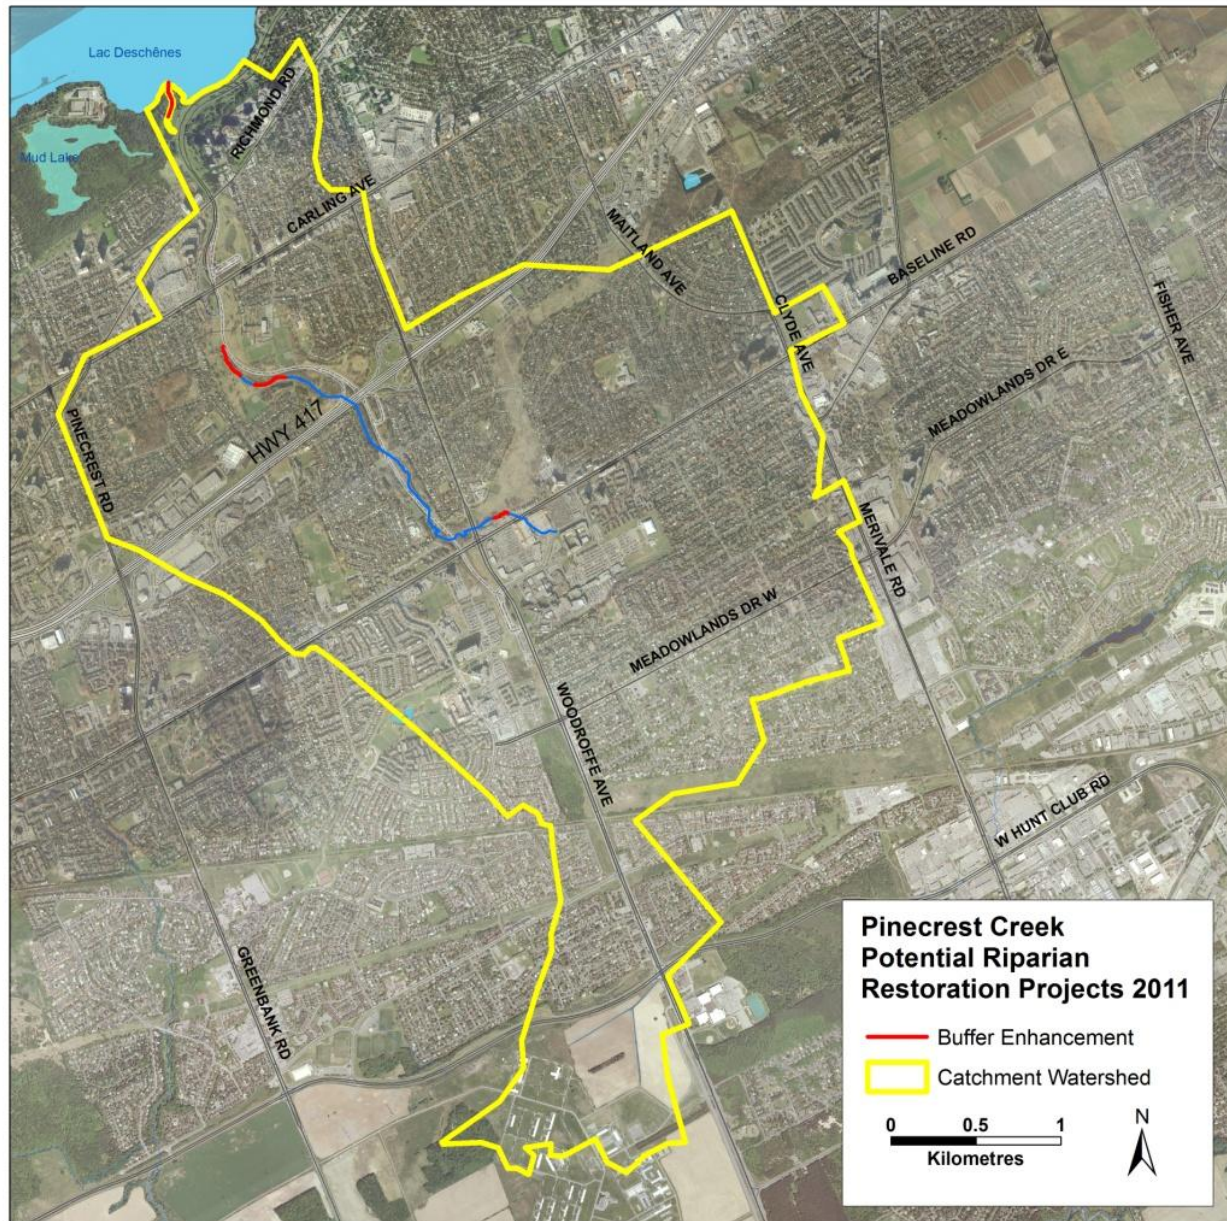 Lac Deschênes
Mud Lake
RICHMOND RD
CARLING AVE
MAITLAND AVE
BASELINE RD
CLYDE AVE
FISHER AVE
MEADOWLANDS DR E
PINECREST RD
HWY 417
MERIVALE RD
MEADOWLANDS DR W
WOODROFFE AVE
W HUNT CLUB RD
GREENBANK RD
Pinecrest Creek
Potential Riparian
Restoration Projects 2011
Buffer Enhancement
Catchment Watershed
0 0.5 1
Kilometres
N